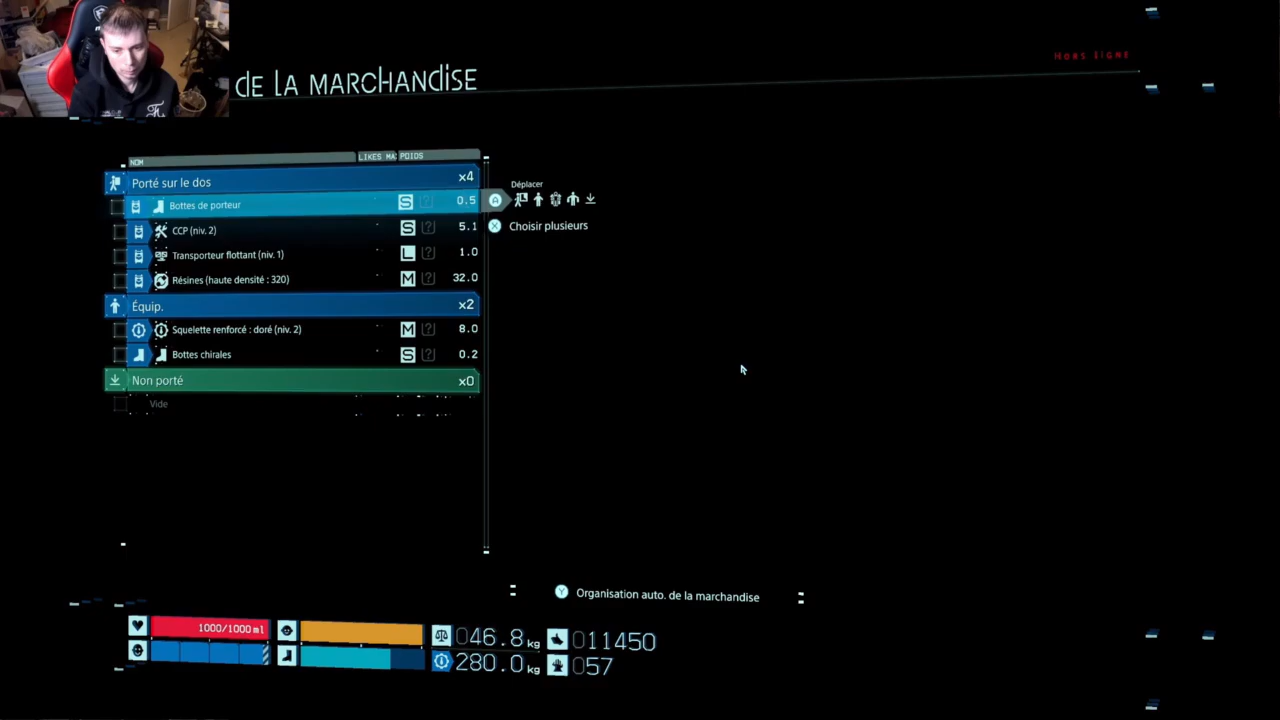 de la marchandise
Hors ligne
NOM LIKES MA POIDS
Porté sur le dos x4
Déplacer
Bottes de porteur S 0.5 A
CCP (niv. 2) S 5.1 X Choisir plusieurs
Transporteur flottant (niv. 1) L 1.0
Résines (haute densité : 320) M 32.0
Équip. x2
Squelette renforcé : doré (niv. 2) M 8.0
Bottes chirales S 0.2
Non porté x0
Vide
Y Organisation auto. de la marchandise
1000/1000 ml 046.8 kg 011450
280.0 kg 057